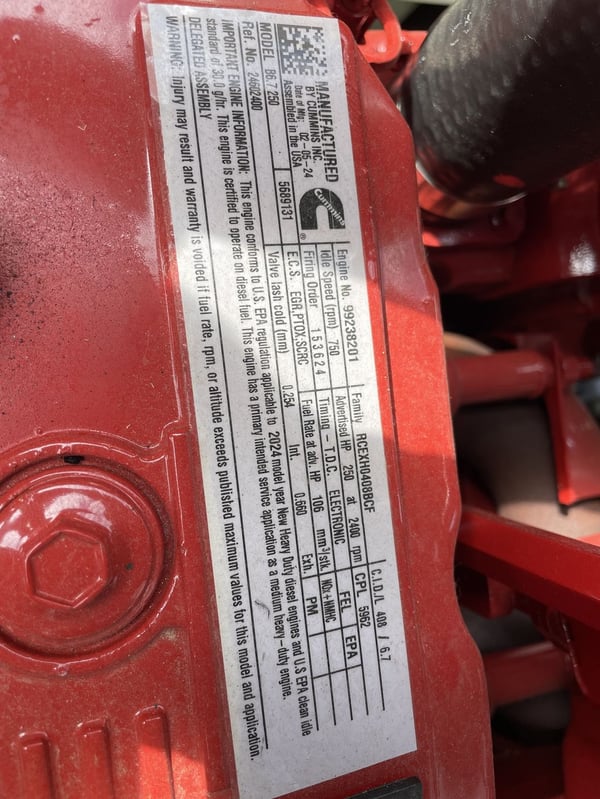 MANUFACTURED
BY CUMMINS INC.
Date of Mfg. 02-05-24
Assembled in the USA
Cummins
®
MODEL B6.7 250 5689131
Ref. No.
Engine No. 99238201
Idle Speed (rpm) 750
Firing Order 1 5 3 6 2 4
E.C.S. EGR,PTOX,SCRC
Valve lash cold (mm) 0.254 Int. 0.660 Exh.
Family RCEXH0408BCF
Advertised HP 250 at 2400 rpm
Timing - T.D.C. ELECTRONIC
Fuel Rate at adv. HP 106 mm³/stk.
C.I.D./L 408 / 6.7
CPL 5962
FEL EPA
NOx+NMHC
PM
IMPORTANT ENGINE INFORMATION: This engine conforms to U.S. EPA regulation applicable to 2024 model year New Heavy Duty diesel engines and U.S EPA clean idle
standard of 30.0 g/hr. This engine is certified to operate on diesel fuel. This engine has a primary intended service application as a medium heavy-duty engine.
DELEGATED ASSEMBLY
WARNING: Injury may result and warranty is voided if fuel rate, rpm, or altitude exceeds published maximum values for this model and application.